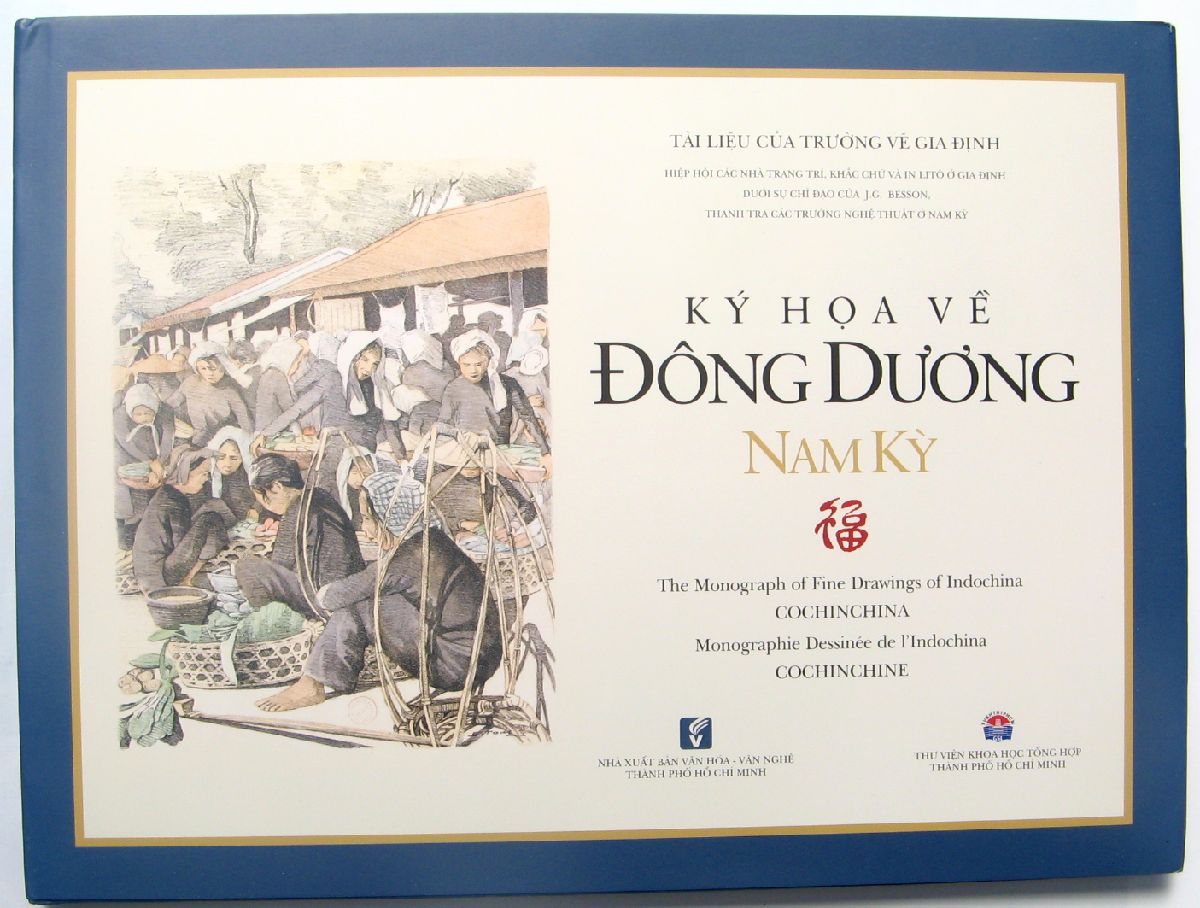 TÀI LIỆU CỦA TRƯỜNG VẼ GIA ĐỊNH
HIỆP HỘI CÁC NHÀ TRANG TRÍ, KHẮC CHỮ VÀ IN LITÔ Ở GIA ĐỊNH
DƯỚI SỰ CHỈ ĐẠO CỦA J.G. BESSON,
THANH TRA CÁC TRƯỜNG NGHỆ THUẬT Ở NAM KỲ
KÝ HỌA VỀ
ĐÔNG DƯƠNG
NAM KỲ
福
The Monograph of Fine Drawings of Indochina
COCHINCHINA
Monographie Dessinée de l'Indochina
COCHINCHINE
NHÀ XUẤT BẢN VĂN HÓA - VĂN NGHỆ
THÀNH PHỐ HỒ CHÍ MINH
THƯ VIỆN KHOA HỌC TỔNG HỢP
THÀNH PHỐ HỒ CHÍ MINH